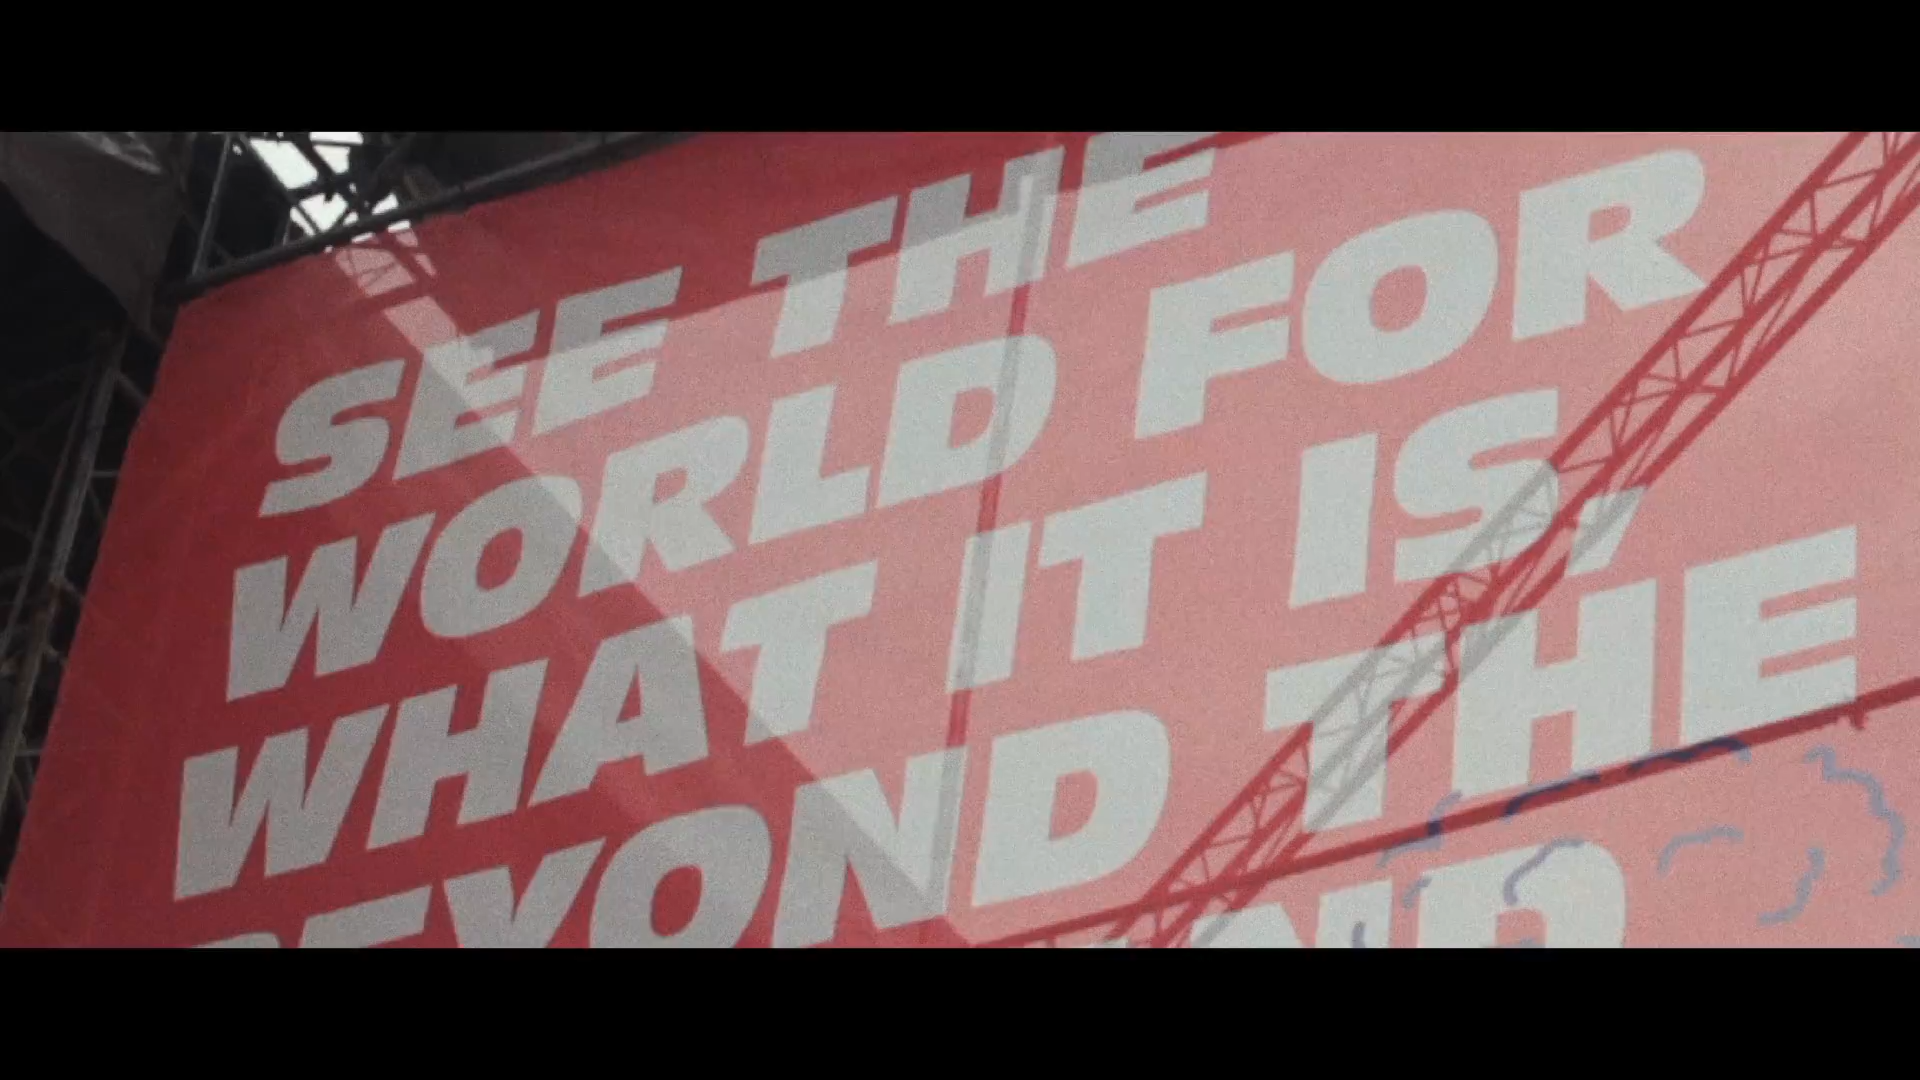 SEE THE
WORLD FOR
WHAT IT IS,
BEYOND THE